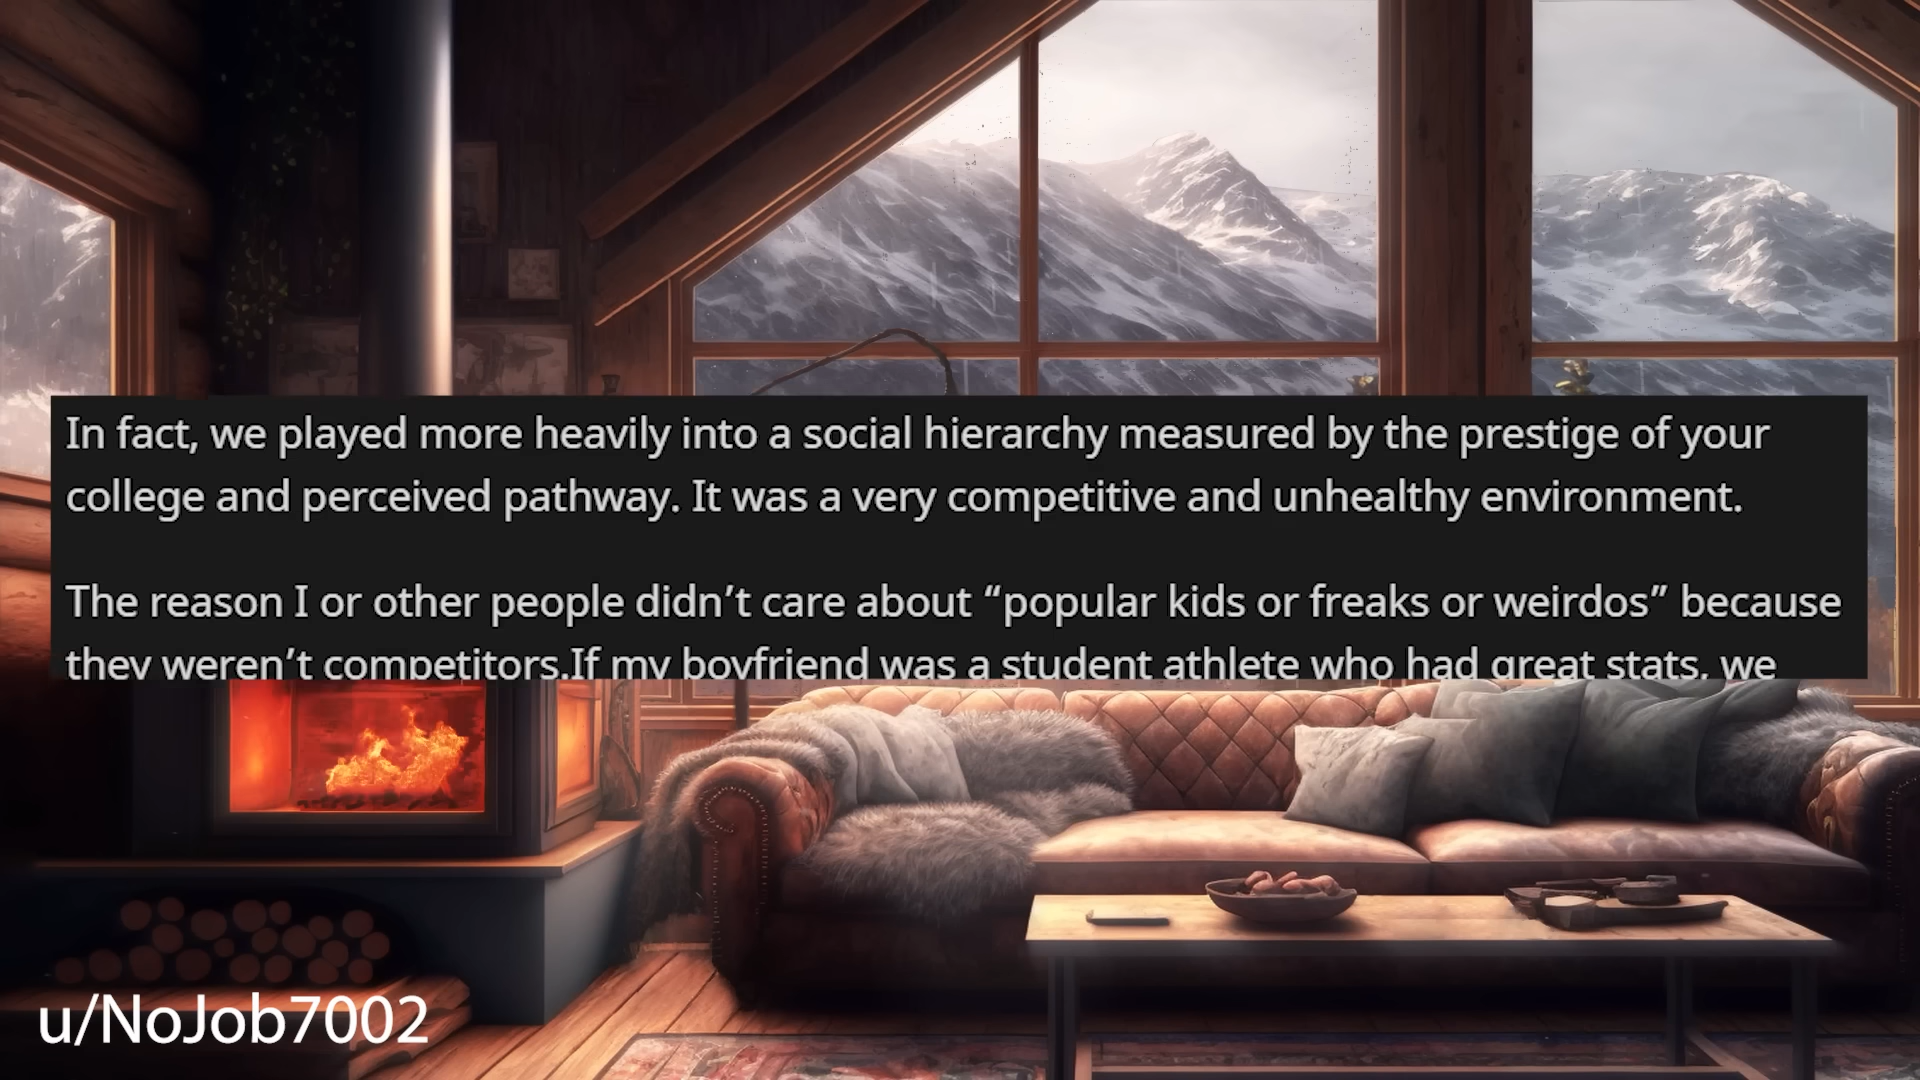 In fact, we played more heavily into a social hierarchy measured by the prestige of your
college and perceived pathway. It was a very competitive and unhealthy environment.
The reason I or other people didn’t care about “popular kids or freaks or weirdos” because
they weren’t competitors.If my boyfriend was a student athlete who had great stats, we
u/NoJob7002